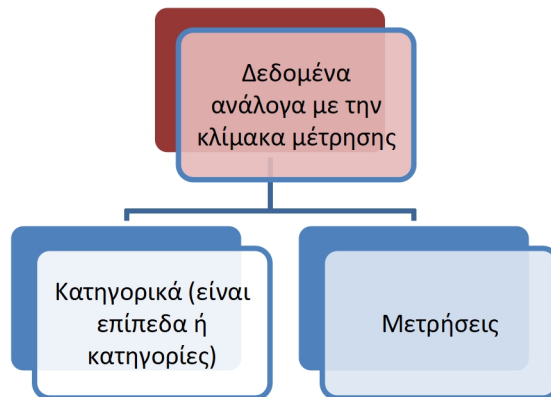 Δεδομένα
ανάλογα με την
κλίμακα μέτρησης
Κατηγορικά (είναι
επίπεδα ή
κατηγορίες)
Μετρήσεις